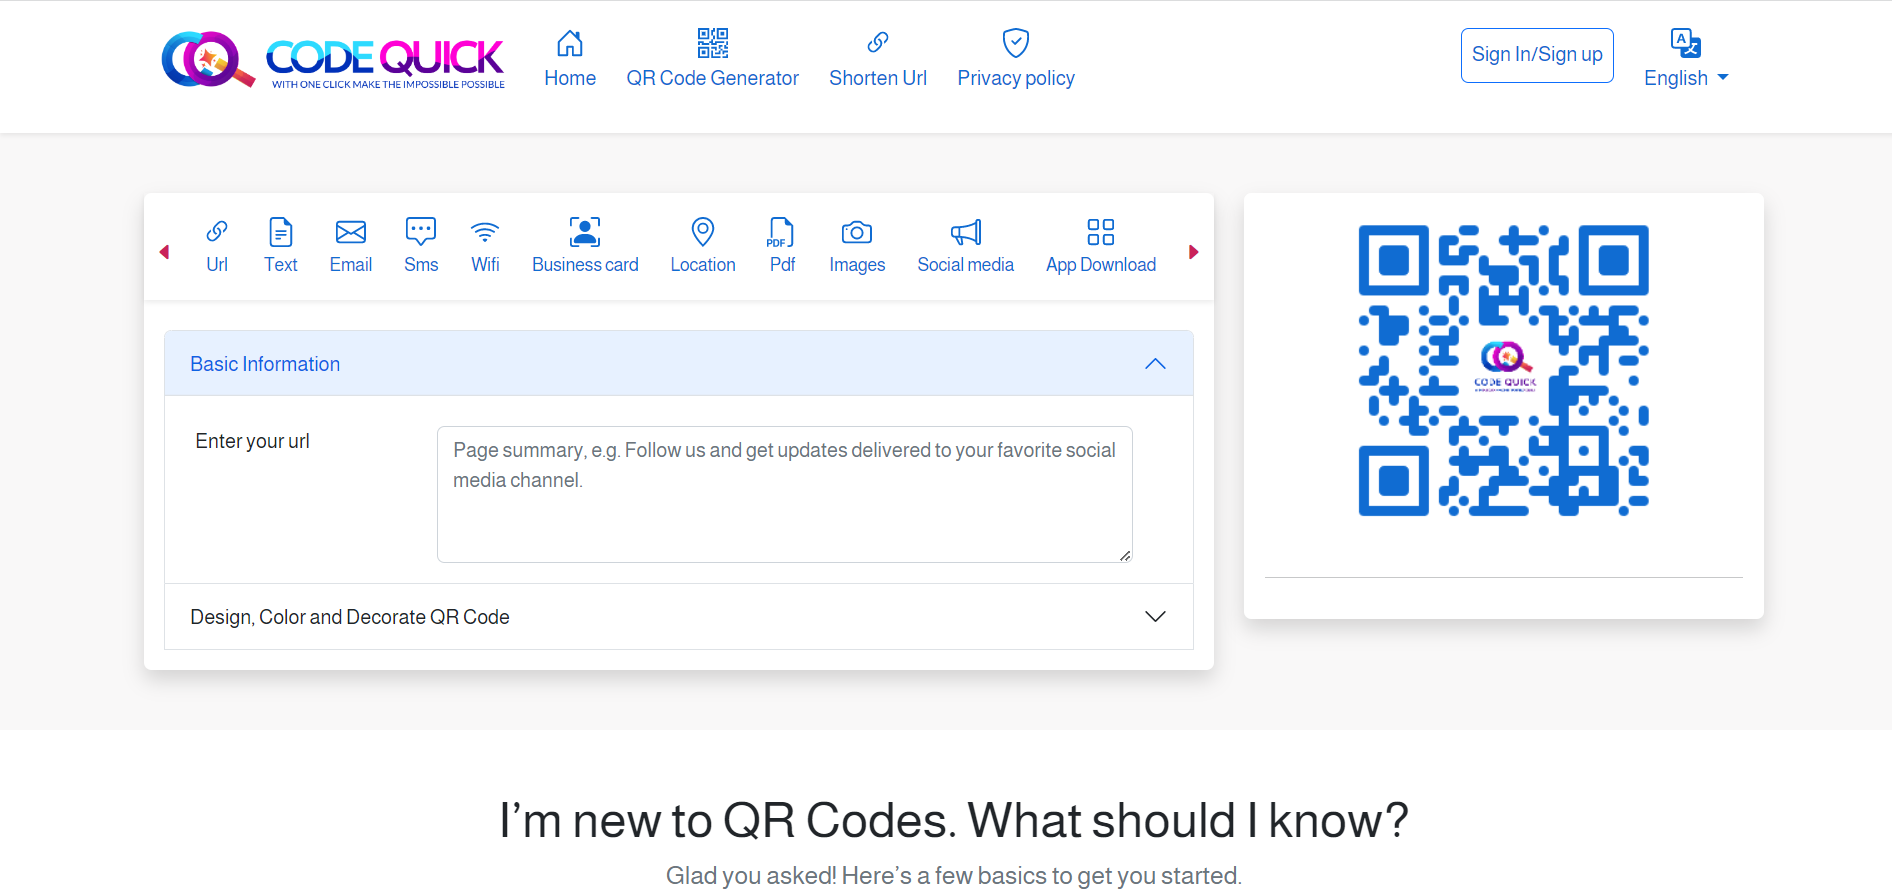 CODE QUICK
WITH ONE CLICK MAKE THE IMPOSSIBLE POSSIBLE
Home
QR Code Generator
Shorten Url
Privacy policy
Sign In/Sign up
English
Url
Text
Email
Sms
Wifi
Business card
Location
PDF
Pdf
Images
Social media
App Download
Basic Information
Enter your url
Page summary, e.g. Follow us and get updates delivered to your favorite social
media channel.
Design, Color and Decorate QR Code
CODE QUICK
I’m new to QR Codes. What should I know?
Glad you asked! Here’s a few basics to get you started.